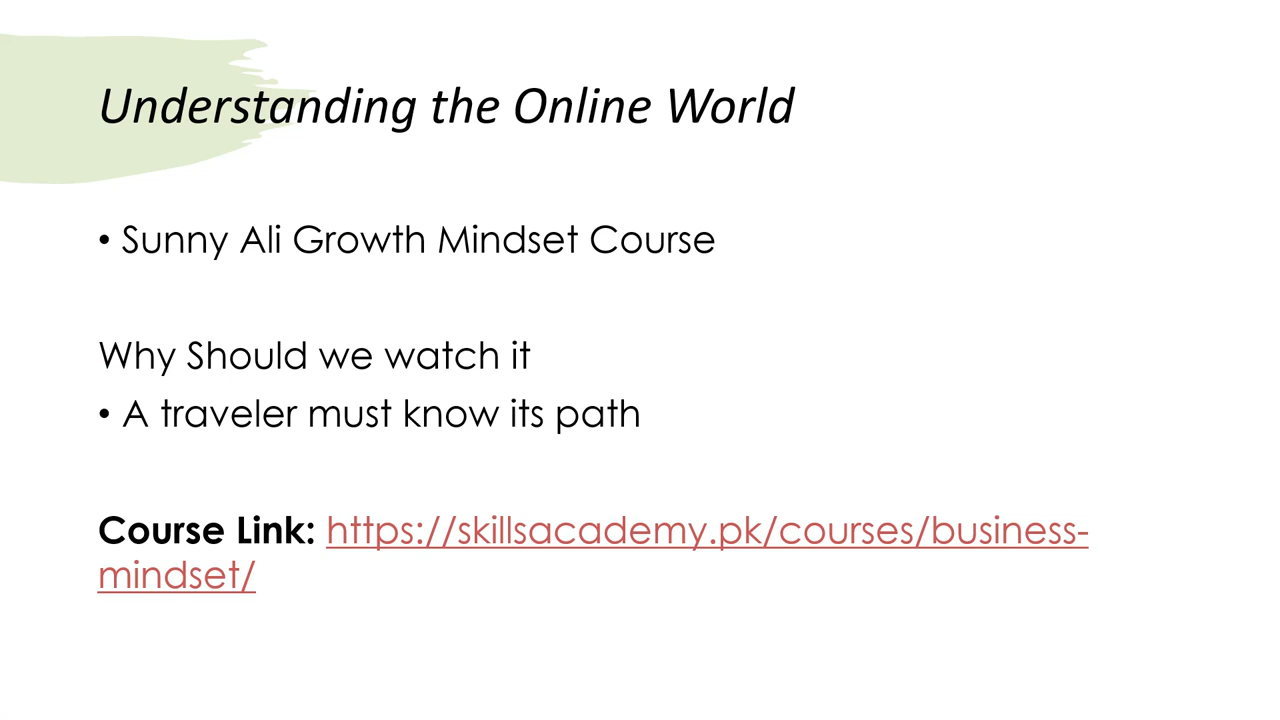 Understanding the Online World
• Sunny Ali Growth Mindset Course
Why Should we watch it
• A traveler must know its path
Course Link: https://skillsacademy.pk/courses/business-
mindset/